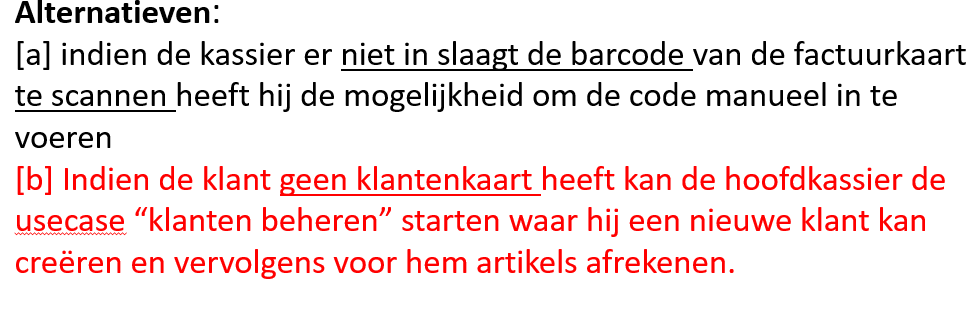 Alternatieven:
[a] indien de kassier er niet in slaagt de barcode van de factuurkaart
te scannen heeft hij de mogelijkheid om de code manueel in te
voeren
[b] Indien de klant geen klantenkaart heeft kan de hoofdkassier de
usecase “klanten beheren” starten waar hij een nieuwe klant kan
creëren en vervolgens voor hem artikels afrekenen.